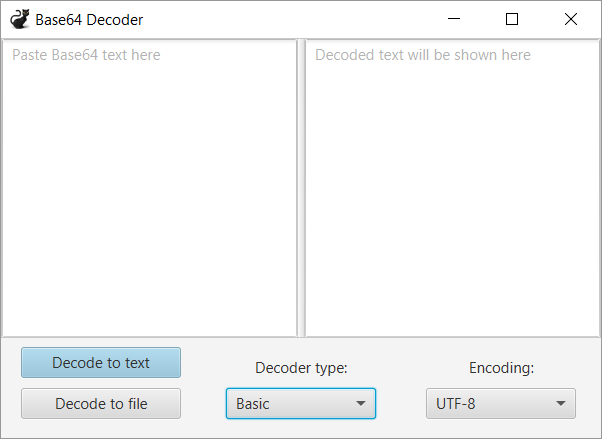 Base64 Decoder
Paste Base64 text here
Decoded text will be shown here
Decode to text
Decode to file
Decoder type:
Basic
Encoding:
UTF-8